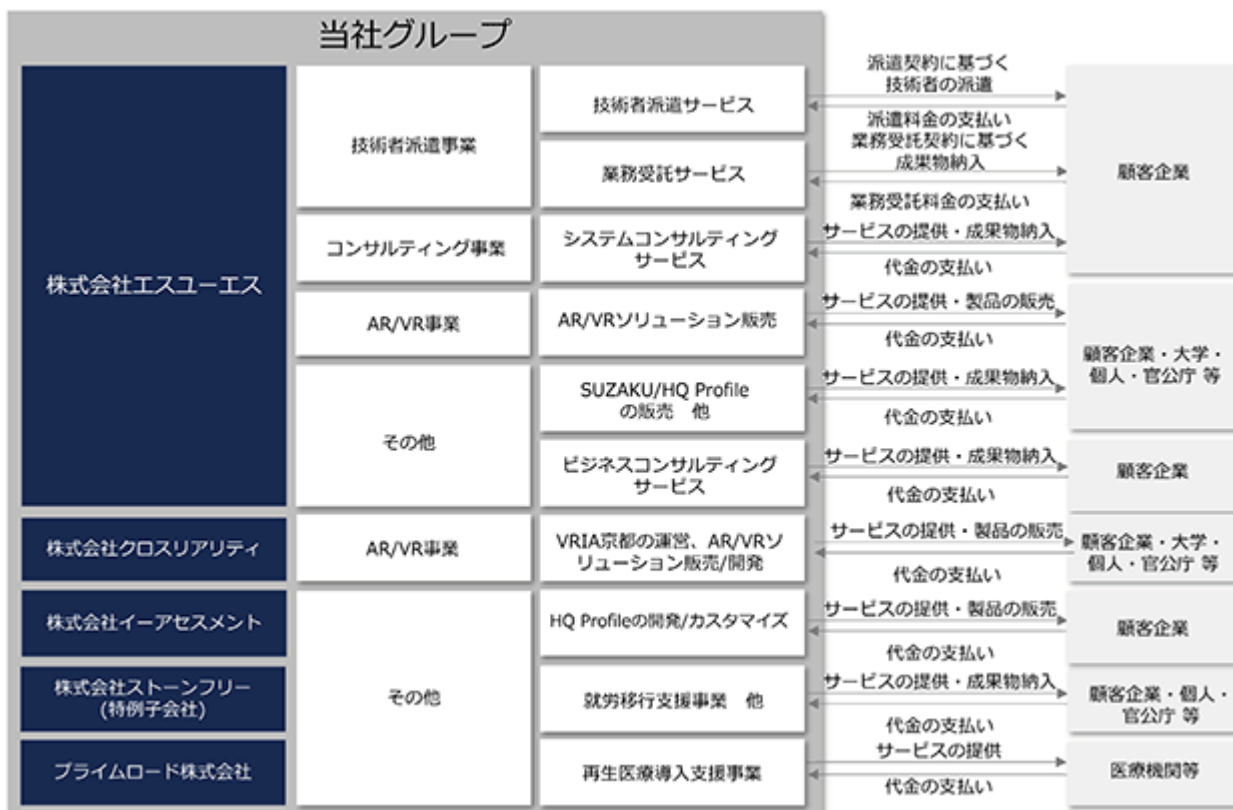 当社グループ
株式会社エスユーエス
技術者派遣事業
技術者派遣サービス
派遣契約に基づく
技術者の派遣
派遣料金の支払い
業務受託サービス
業務受託契約に基づく
成果物納入
業務受託料金の支払い
顧客企業
コンサルティング事業
システムコンサルティング
サービス
サービスの提供・成果物納入
代金の支払い
AR/VR事業
AR/VRソリューション販売
サービスの提供・製品の販売
代金の支払い
顧客企業・大学・
個人・官公庁 等
その他
SUZAKU/HQ Profile
の販売　他
サービスの提供・成果物納入
代金の支払い
ビジネスコンサルティング
サービス
サービスの提供・成果物納入
代金の支払い
顧客企業
株式会社クロスリアリティ
AR/VR事業
VRIA京都の運営、AR/VRソ
リューション販売/開発
サービスの提供・製品の販売
代金の支払い
顧客企業・大学・
個人・官公庁 等
株式会社イーアセスメント
その他
HQ Profileの開発/カスタマイズ
サービスの提供・製品の販売
代金の支払い
顧客企業
株式会社ストーンフリー
(特例子会社)
就労移行支援事業　他
サービスの提供・成果物納入
代金の支払い
顧客企業・個人・
官公庁 等
プライムロード株式会社
再生医療導入支援事業
サービスの提供
代金の支払い
医療機関等